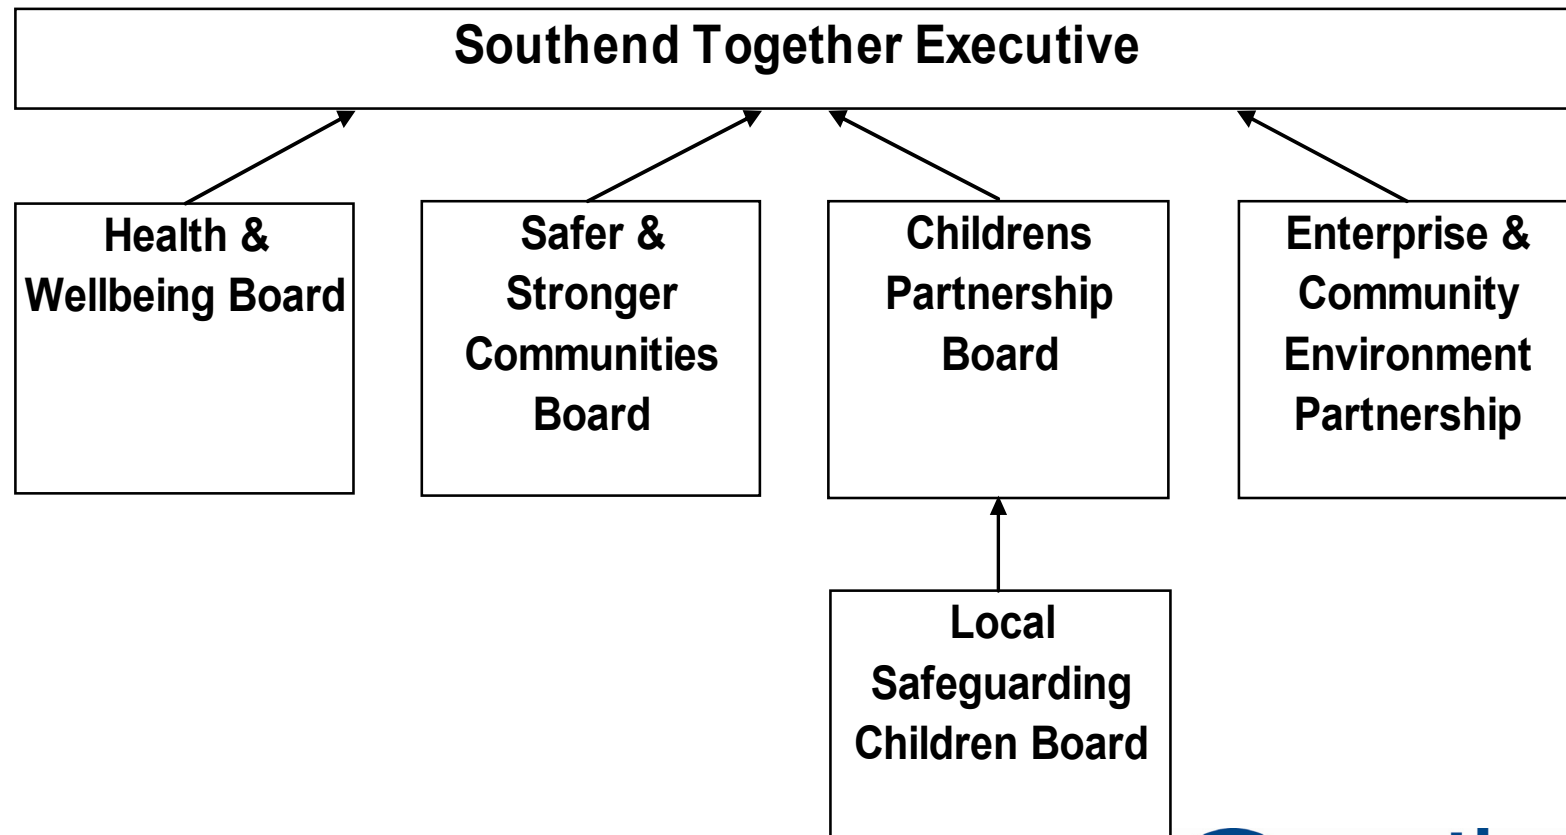 Southend Together Executive
Health &
Wellbeing Board
Safer &
Stronger
Communities
Board
Childrens
Partnership
Board
Enterprise &
Community
Environment
Partnership
Local
Safeguarding
Children Board